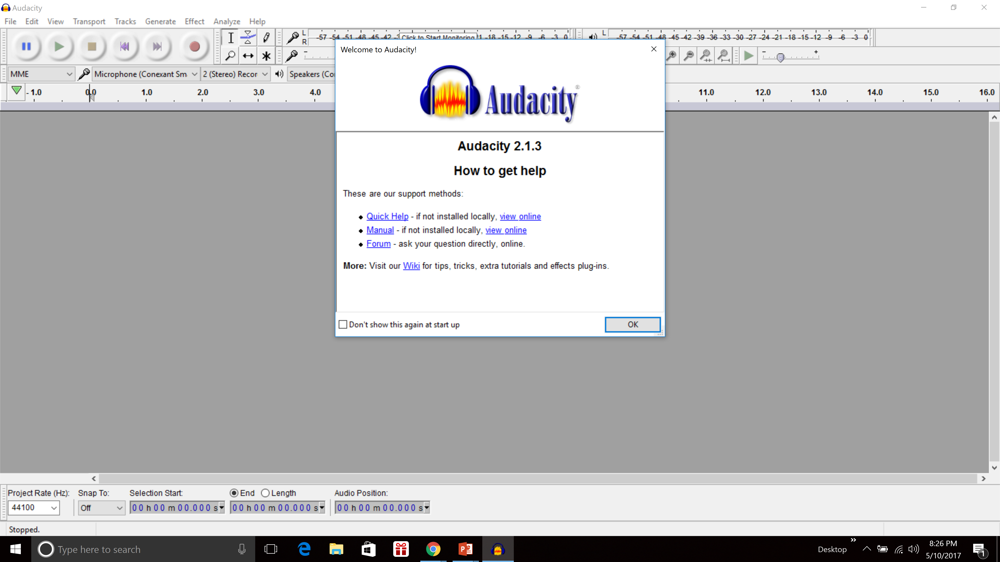 Audacity
File Edit View Transport Tracks Generate Effect Analyze Help
L
R
-57 -54 -51 -48 -45 -42 Click to Start Monitoring -18 -15 -12 -9 -6 -3 0
L
-57 -54 -51 -48 -45 -42 -39 -36 -33 -30 -27 -24 -21 -18 -15 -12 -9 -6 -3 0
- +
MME Microphone (Conexant Sm 2 (Stereo) Recor Speakers (Co
- 1.0 0.0 1.0 2.0 3.0 4.0 11.0 12.0 13.0 14.0 15.0 16.0
Welcome to Audacity!
Audacity ®
Audacity 2.1.3
How to get help
These are our support methods:
◆ Quick Help - if not installed locally, view online
◆ Manual - if not installed locally, view online
◆ Forum - ask your question directly, online.
More: Visit our Wiki for tips, tricks, extra tutorials and effects plug-ins.
Don't show this again at start up OK
Project Rate (Hz): Snap To: Selection Start: End Length Audio Position:
44100 Off 00 h 00 m 00.000 s 00 h 00 m 00.000 s 00 h 00 m 00.000 s
Stopped.
Type here to search
Desktop
8:26 PM
5/10/2017
1